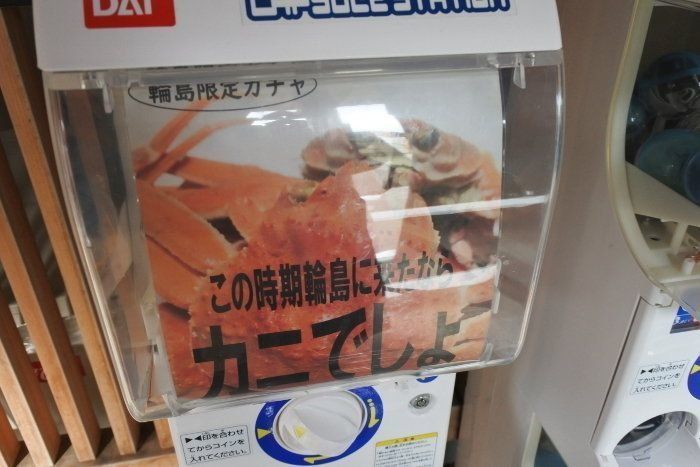 CAPSULE STATION
輪島限定ガチャ
この時期輪島に来たなら
カニでしょ
▶◀印を合わせ
てからコインを
入れてください。
▶◀印を合わせ
てからコインを
入れてください。